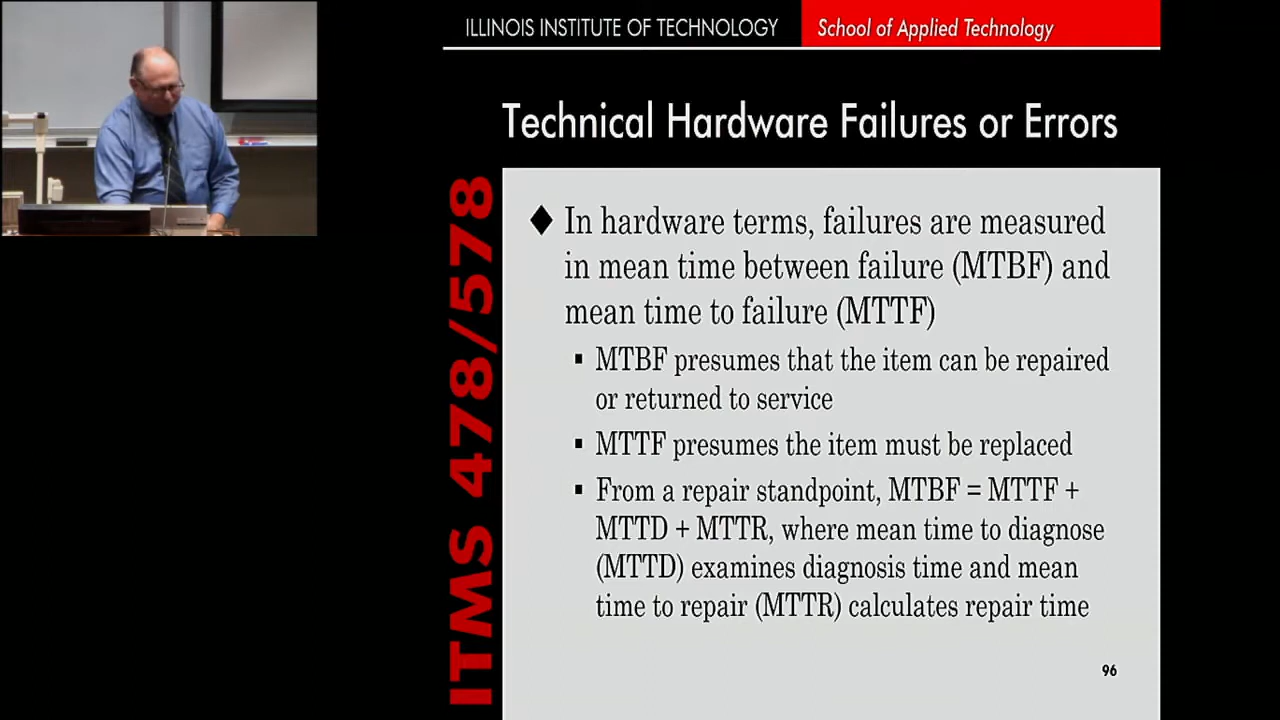 ILLINOIS INSTITUTE OF TECHNOLOGY
School of Applied Technology
Technical Hardware Failures or Errors
ITMS 478/578
In hardware terms, failures are measured
in mean time between failure (MTBF) and
mean time to failure (MTTF)
MTBF presumes that the item can be repaired
or returned to service
MTTF presumes the item must be replaced
From a repair standpoint, MTBF = MTTF +
MTTD + MTTR, where mean time to diagnose
(MTTD) examines diagnosis time and mean
time to repair (MTTR) calculates repair time
96